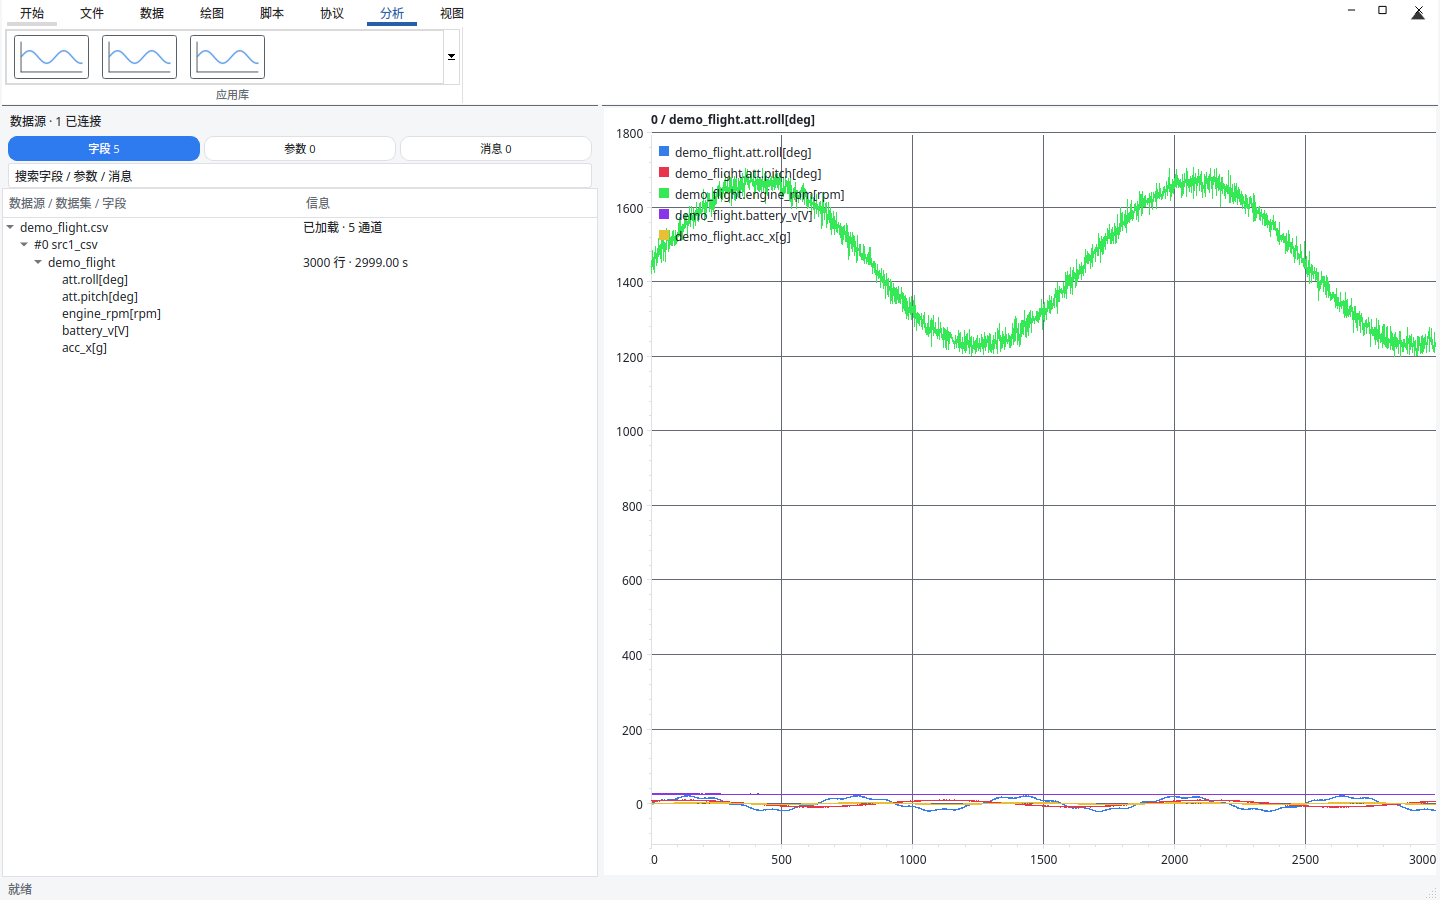 开始 文件 数据 绘图 脚本 协议 分析 视图
应用库
数据源 · 1 已连接
字段 5 参数 0 消息 0
搜索字段 / 参数 / 消息
数据源 / 数据集 / 字段 信息
demo_flight.csv 已加载 · 5 通道
#0 src1_csv
demo_flight 3000 行 · 2999.00 s
att.roll[deg]
att.pitch[deg]
engine_rpm[rpm]
battery_v[V]
acc_x[g]
0 / demo_flight.att.roll[deg]
demo_flight.att.roll[deg]
demo_flight.att.pitch[deg]
demo_flight.engine_rpm[rpm]
demo_flight.battery_v[V]
demo_flight.acc_x[g]
1800
1600
1400
1200
1000
800
600
400
200
0
0 500 1000 1500 2000 2500 3000
就绪